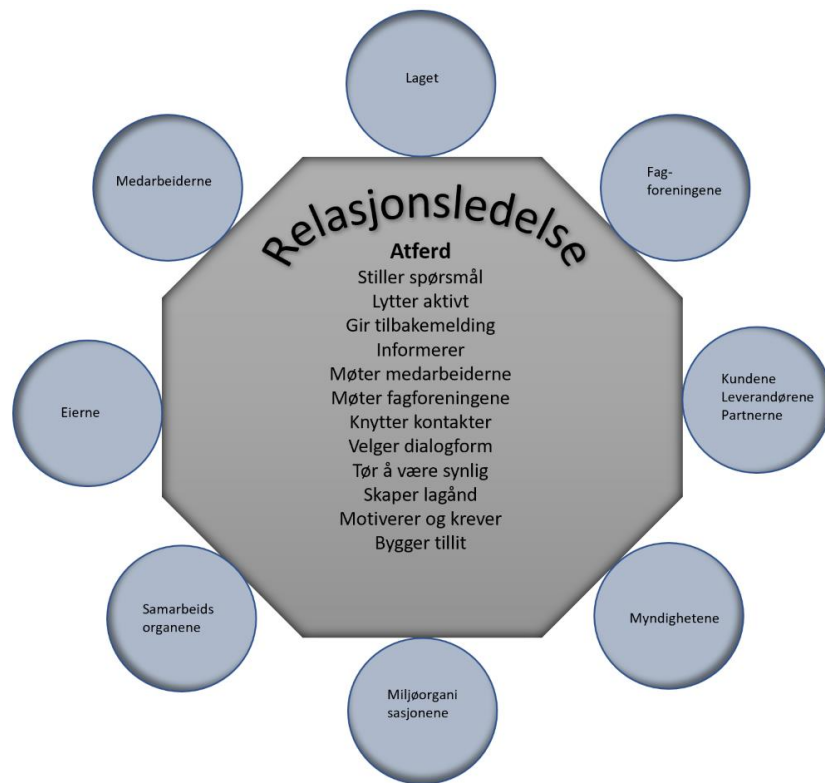 Laget
Medarbeiderne
Fag-
foreningene
Relasjonsledelse
Atferd
Stiller spørsmål
Lytter aktivt
Gir tilbakemelding
Informerer
Møter medarbeiderne
Møter fagforeningene
Knytter kontakter
Velger dialogform
Tør å være synlig
Skaper lagånd
Motiverer og krever
Bygger tillit
Eierne
Kundene
Leverandørene
Partnerne
Samarbeids
organene
Myndighetene
Miljøorgani
sasjonene